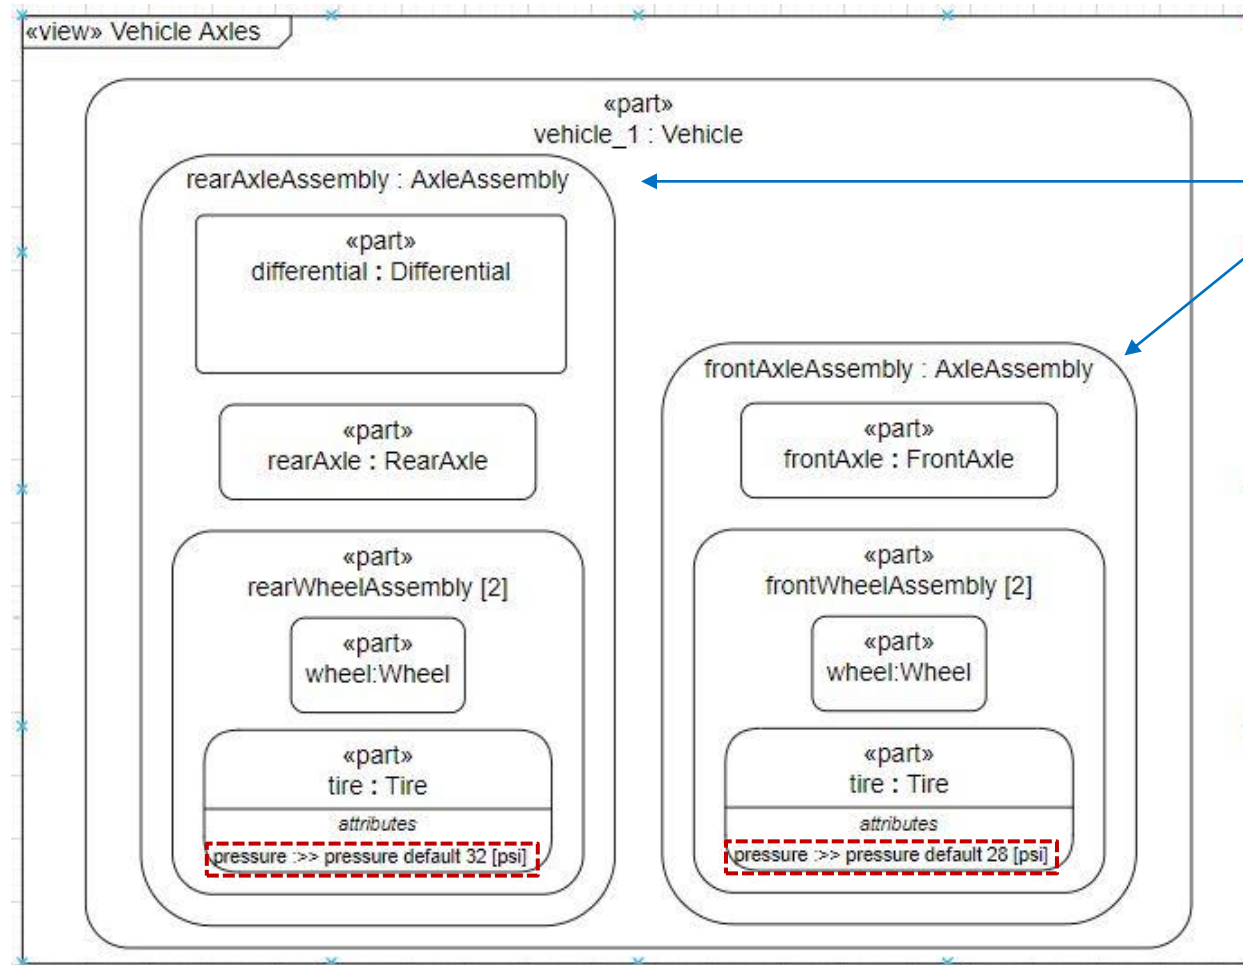 «view» Vehicle Axles
«part»
vehicle_1 : Vehicle
rearAxleAssembly : AxleAssembly
«part»
differential : Differential
«part»
rearAxle : RearAxle
«part»
rearWheelAssembly [2]
«part»
wheel:Wheel
«part»
tire : Tire
attributes
pressure :>> pressure default 32 [psi]
frontAxleAssembly : AxleAssembly
«part»
frontAxle : FrontAxle
«part»
frontWheelAssembly [2]
«part»
wheel:Wheel
«part»
tire : Tire
attributes
pressure :>> pressure default 28 [psi]